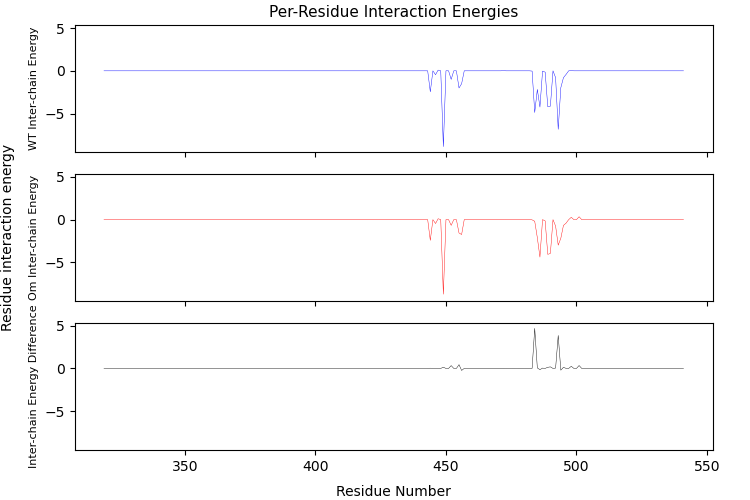 Per-Residue Interaction Energies
Residue interaction energy
WT Inter-chain Energy
5
0
−5
Om Inter-chain Energy
5
0
−5
Inter-chain Energy Difference
5
0
−5
350
400
450
500
550
Residue Number